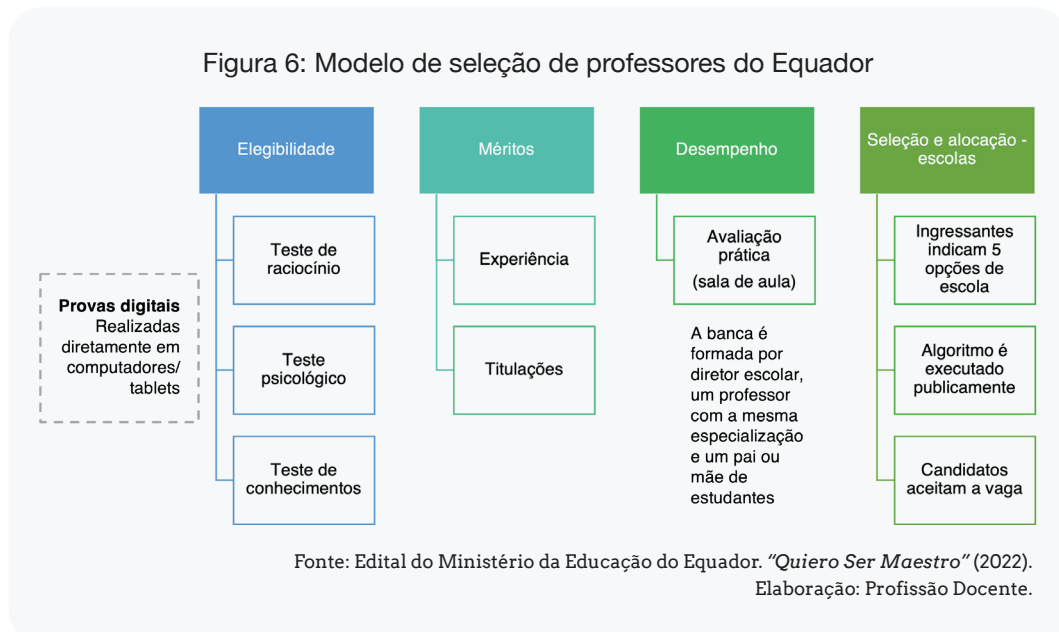 Figura 6: Modelo de seleção de professores do Equador
Provas digitais
Realizadas
diretamente em
computadores/
tablets
Elegibilidade
Teste de
raciocínio
Teste
psicológico
Teste de
conhecimentos
Méritos
Experiência
Titulações
Desempenho
Avaliação
prática
(sala de aula)
A banca é
formada por
diretor escolar,
um professor
com a mesma
especialização
e um pai ou
mãe de
estudantes
Seleção e alocação -
escolas
Ingressantes
indicam 5
opções de
escola
Algoritmo é
executado
publicamente
Candidatos
aceitam a vaga
Fonte: Edital do Ministério da Educação do Equador. “Quiero Ser Maestro” (2022).
Elaboração: Profissão Docente.